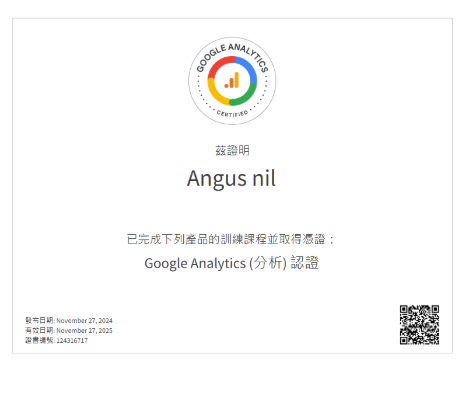 GOOGLE ANALYTICS
CERTIFIED
茲證明
Angus nil
已完成下列產品的訓練課程並取得憑證：
Google Analytics (分析) 認證
發布日期: November 27, 2024
有效日期: November 27, 2025
證書編號: 124316717